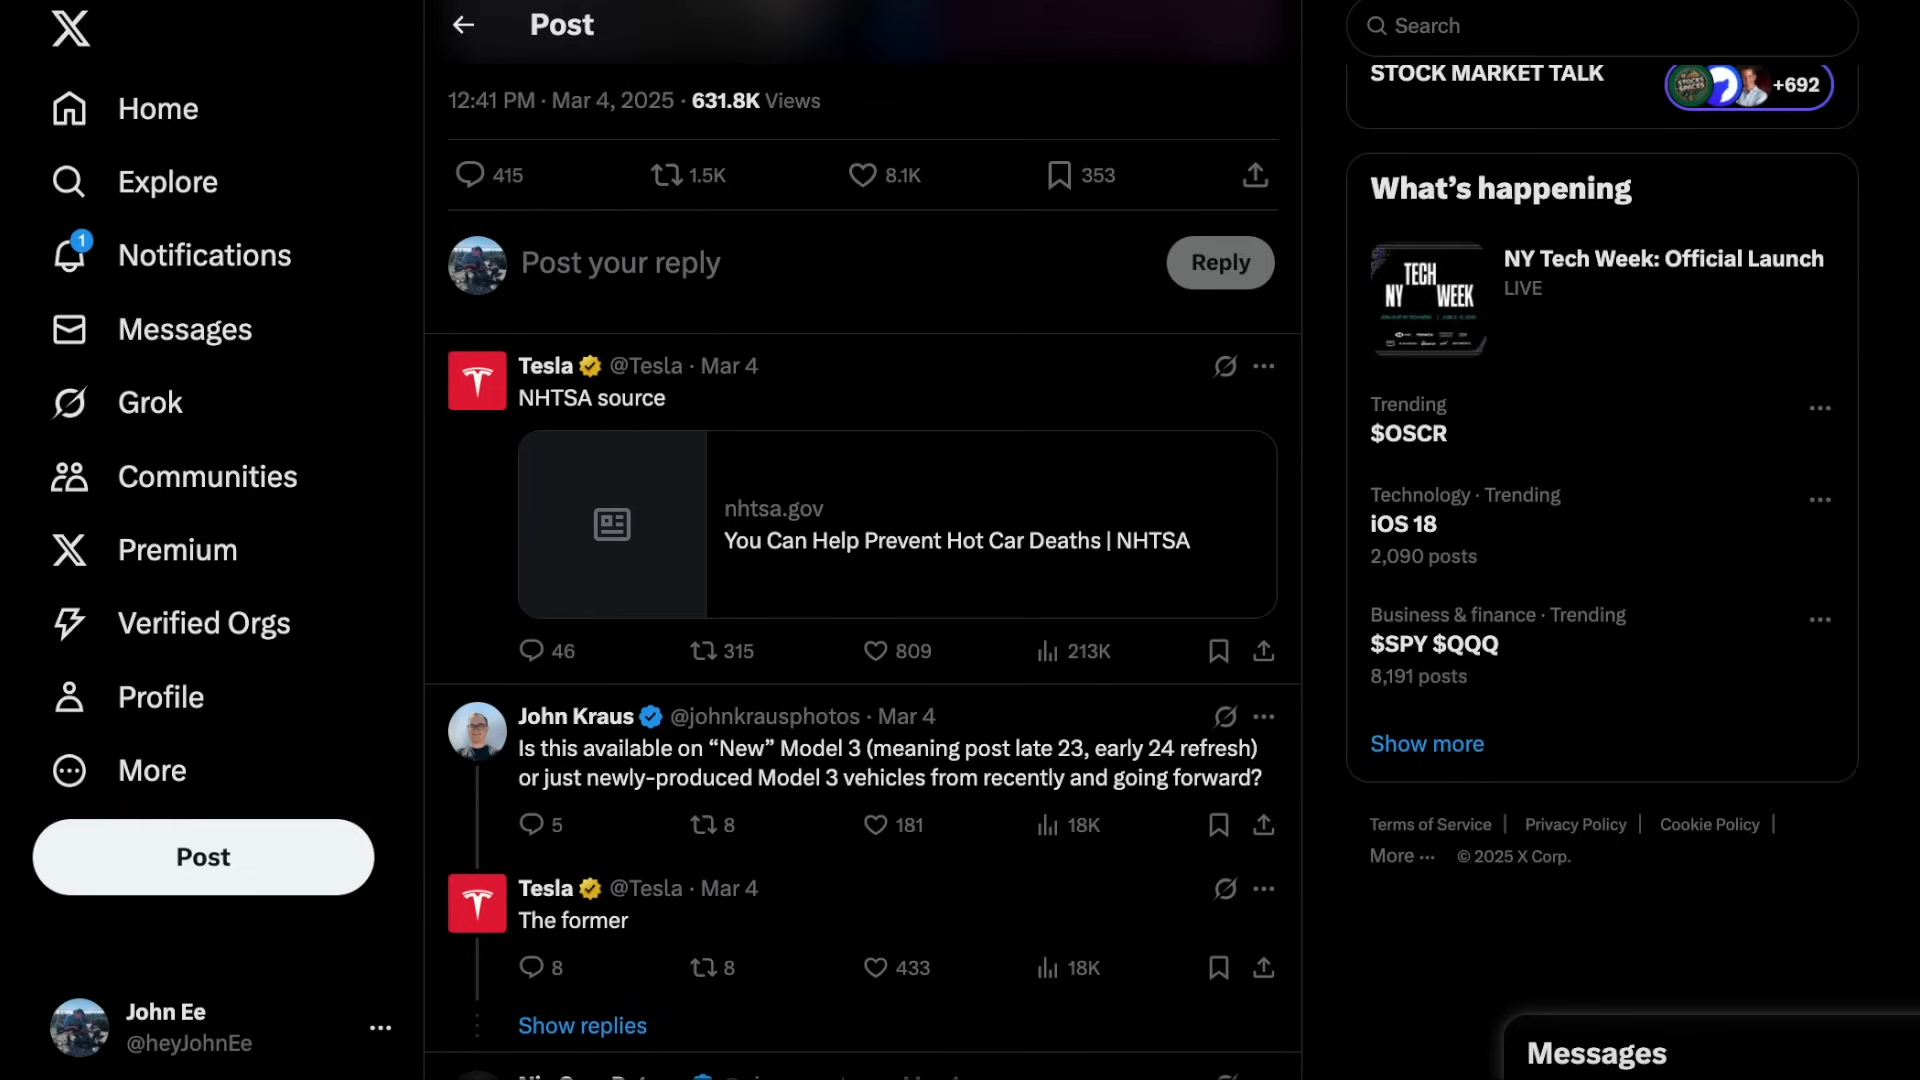 Home
Explore
1
Notifications
Messages
Grok
Communities
Premium
Verified Orgs
Profile
More
Post
John Ee
@heyJohnEe
Post
12:41 PM · Mar 4, 2025 · 631.8K Views
415 1.5K 8.1K 353
Post your reply
Reply
Tesla @Tesla · Mar 4
NHTSA source
nhtsa.gov
You Can Help Prevent Hot Car Deaths | NHTSA
46 315 809 213K
John Kraus @johnkrausphotos · Mar 4
Is this available on “New” Model 3 (meaning post late 23, early 24 refresh)
or just newly-produced Model 3 vehicles from recently and going forward?
5 8 181 18K
Tesla @Tesla · Mar 4
The former
8 8 433 18K
Show replies
Search
STOCK MARKET TALK
+692
What’s happening
TECH
NY WEEK
NY Tech Week: Official Launch
LIVE
Trending
$OSCR
Technology · Trending
iOS 18
2,090 posts
Business & finance · Trending
$SPY $QQQ
8,191 posts
Show more
Terms of Service | Privacy Policy | Cookie Policy |
More ··· © 2025 X Corp.
Messages